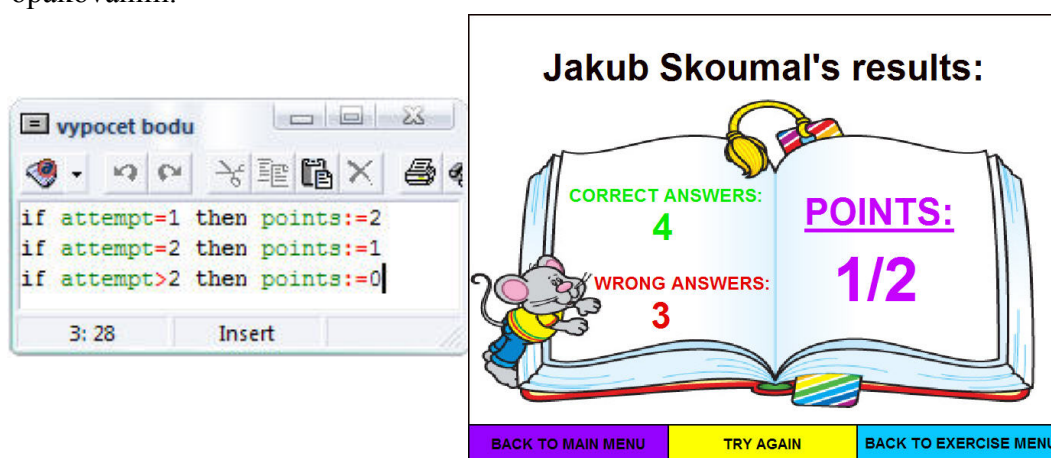 vypocet bodu
if attempt=1 then points:=2
if attempt=2 then points:=1
if attempt>2 then points:=0
3: 28 Insert
Jakub Skoumal's results:
CORRECT ANSWERS:
4
WRONG ANSWERS:
3
POINTS:
1/2
BACK TO MAIN MENU
TRY AGAIN
BACK TO EXERCISE MENU